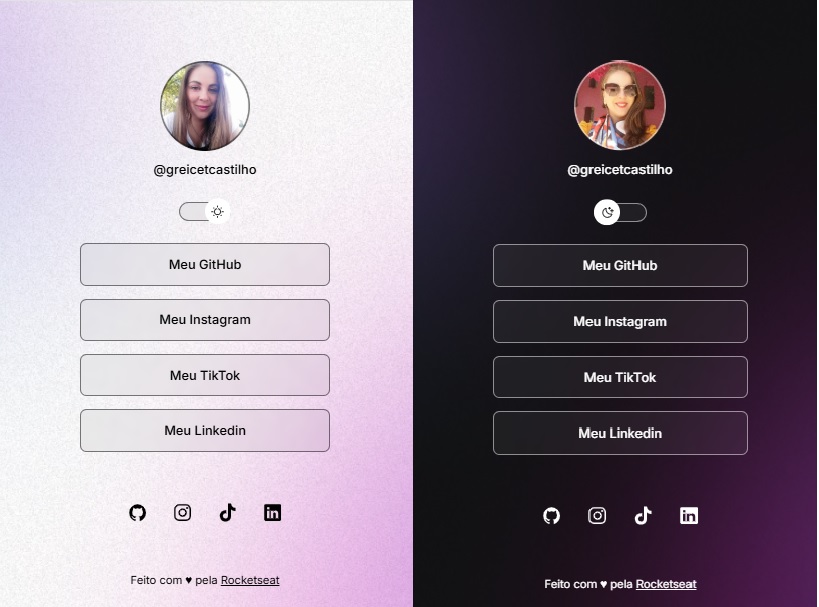 @greicetcastilho
Meu GitHub
Meu Instagram
Meu TikTok
Meu Linkedin
Feito com ♥ pela Rocketseat
@greicetcastilho
Meu GitHub
Meu Instagram
Meu TikTok
Meu Linkedin
Feito com ♥ pela Rocketseat